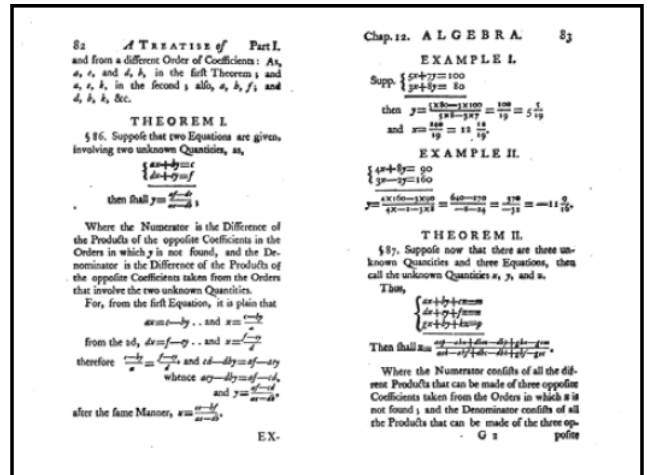 82 A TREATISE of Part I.
and from a different Order of Coefficients: As,
a, e, and d, b, in the firſt Theorem; and
a, e, k, in the ſecond; alſo, a, h, f; and
d, b, k, &c.
THEOREM I.
§ 86. Suppoſe that two Equations are given,
involving two unknown Quantities, as,
ax+by=c
dx+ey=f
then ſhall y= af−dc / ae−db ;
Where the Numerator is the Difference of
the Products of the oppoſite Coefficients in the
Orders in which y is not found, and the De-
nominator is the Difference of the Products of
the oppoſite Coefficients taken from the Orders
that involve the two unknown Quantities.
For, from the firſt Equation, it is plain that
ax=c−by . . and x= c−by / a
from the 2d, dx=f−ey . . and x= f−ey / d
therefore c−by / a = f−ey / d , and cd−dby=af−aey
whence aey−dby=af−cd,
and y= af−cd / ae−db .
after the ſame Manner, x= ce−bf / ae−db .
EX-
Chap. 12. ALGEBRA. 83
EXAMPLE I.
Supp. 5x+7y=100
3x+8y= 80
then y= 5×80−3×100 / 5×8−3×7 = 100 / 19 = 5 5/19
and x= 240 / 19 = 12 12/19 .
EXAMPLE II.
4x+8y= 90
3x−2y=160
y= 4×160−3×90 / 4×−2−3×8 = 640−270 / −8−24 = 370 / −32 = −11 9/16 .
THEOREM II.
§ 87. Suppoſe now that there are three un-
known Quantities and three Equations, then
call the unknown Quantities x, y, and z.
Thus,
ax+by+cz=m
dx+ey+fz=n
gx+hy+kz=p
Then ſhall z=
Where the Numerator conſiſts of all the dif-
ferent Products that can be made of three oppoſite
Coefficients taken from the Orders in which z is
not found; and the Denominator conſiſts of all
the Products that can be made of the three op-
G 2 poſite